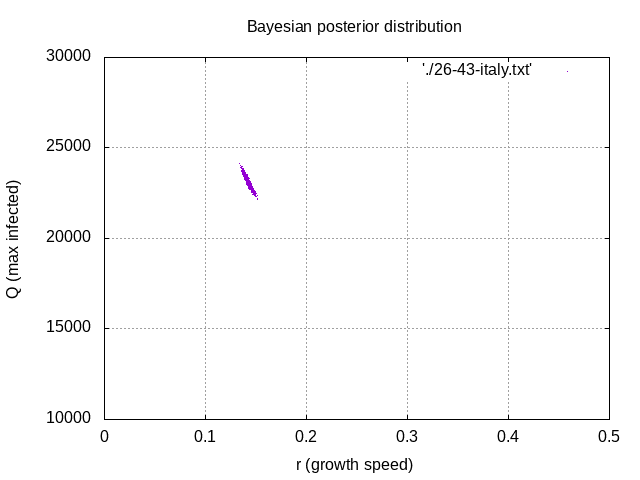 Bayesian posterior distribution
30000
'./26-43-italy.txt'
25000
20000
15000
10000
Q (max infected)
0 0.1 0.2 0.3 0.4 0.5
r (growth speed)